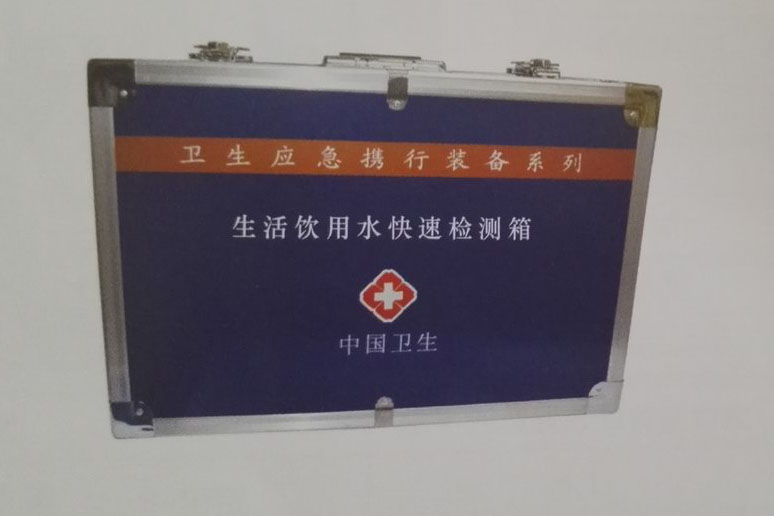 卫生应急携行装备系列
生活饮用水快速检测箱
中国卫生